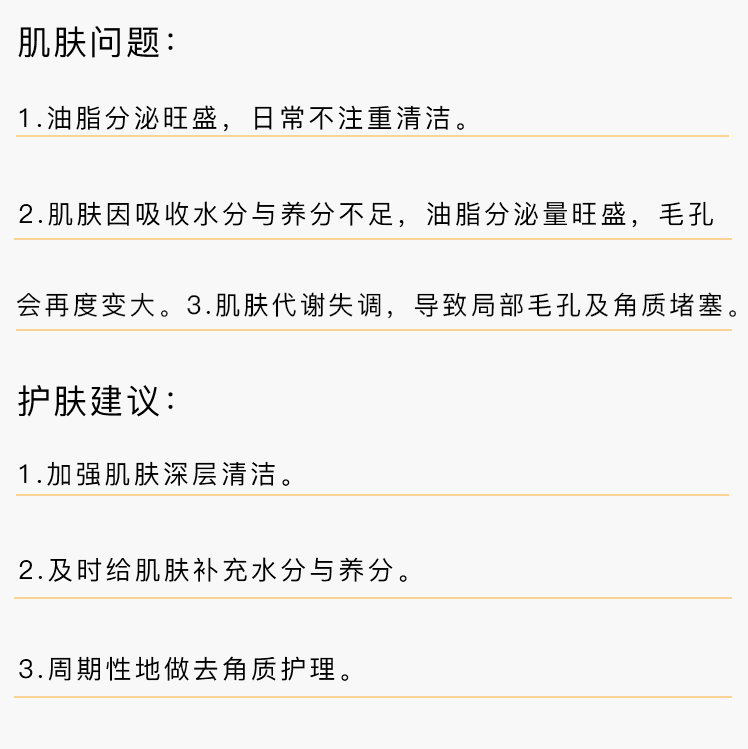 肌肤问题：
1.油脂分泌旺盛，日常不注重清洁。
2.肌肤因吸收水分与养分不足，油脂分泌量旺盛，毛孔
会再度变大。3.肌肤代谢失调，导致局部毛孔及角质堵塞。
护肤建议：
1.加强肌肤深层清洁。
2.及时给肌肤补充水分与养分。
3.周期性地做去角质护理。